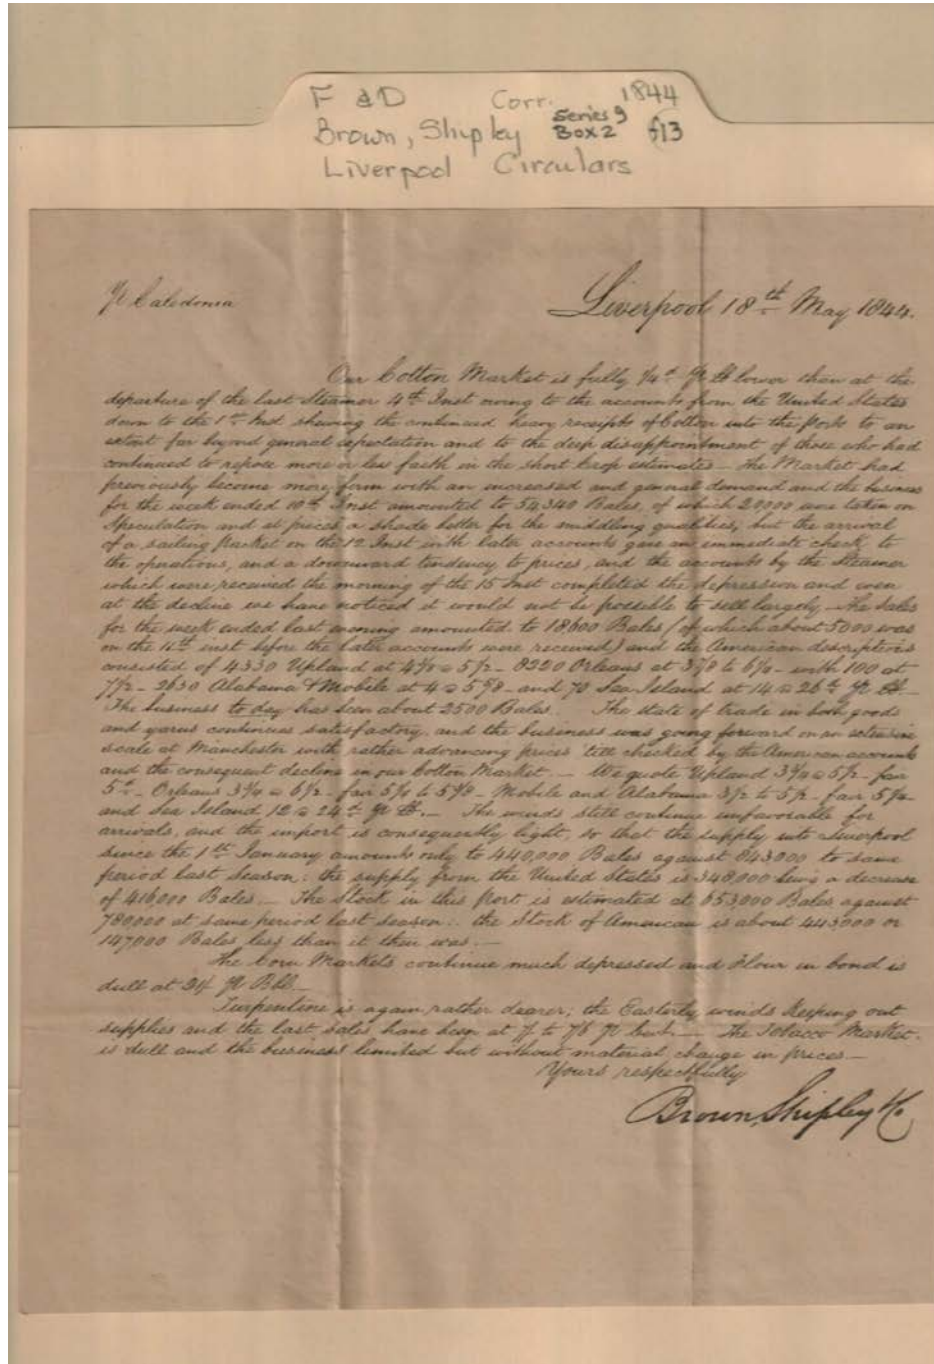 F & D Corr. 1844
Brown, Shipley Series 9 Box 2 f13
Liverpool Circulars
Pr Caledonia
Liverpool 18th May 1844.
Our Cotton Market is fully 1/4d pr lb lower than at the
departure of the last Steamer 4th Inst owing to the accounts from the United States
down to the 1st Inst shewing the continued heavy receipts of Cotton into the Ports to an
extent far beyond general expectation and to the deep disappointment of those who had
continued to repose more or less faith in the short Crop estimates — The Market had
previously become more firm with an increased and general demand and the business
for the week ended 10th Inst amounted to 54340 Bales, of which 20000 were taken on
Speculation and at prices a shade better for the middling qualities, but the arrival
of a sailing Packet on the 12 Inst with later accounts gave an immediate check to
the operations, and a downward tendency to prices, and the accounts by the Steamer
which were received the morning of the 15 Inst completed the depression and even
at the decline we have noticed it would not be possible to sell largely — The Sales
for the week ended last evening amounted to 18600 Bales (of which about 5000 was
on the 11th inst before the later accounts were received) and the American descriptions
consisted of 4330 Upland at @ 5 1/2 - 8220 Orleans at 3 7/8 to with 100 at
7 1/2 - 2630 Alabama & Mobile at 4 @ 5 5/8 - and 70 Sea Island at 14 @ 26d pr lb —
The business to day has been about 2500 Bales. The state of trade in both goods
and yarns continues satisfactory, and the business was going forward on an extensive
scale at Manchester with rather advancing prices 'till checked by the American accounts
and the consequent decline in our Cotton Market. — We quote Upland 3 3/4 @ 5 1/2 - fair
5d - Orleans 3 3/4 @ 6 1/2 - fair to - Mobile and Alabama 3 1/2 to 5 1/2 - fair
and Sea Island 12 @ 24d pr lb. — The winds still continue unfavorable for
arrivals, and the import is consequently light, so that the supply into Liverpool
since the 1st January amounts only to 440,000 Bales against 843000 to same
period last season: the supply from the United States is 348,000 being a decrease
of 416000 Bales — The Stock in this Port is estimated at 653,000 Bales against
780,000 at same period last season: the Stock of American is about 443,000 or
147000 Bales less than it then was. —
The Corn Markets continue much depressed and Flour in bond is
dull at 24/ pr Bbl —
Turpentine is again rather dearer; the Easterly winds keeping out
supplies and the last sales have been at 7/ to 7/6 pr Cwt. — The Tobacco Market
is dull and the business limited but without material change in prices —
Yours respectfully
Brown, Shipley & Co